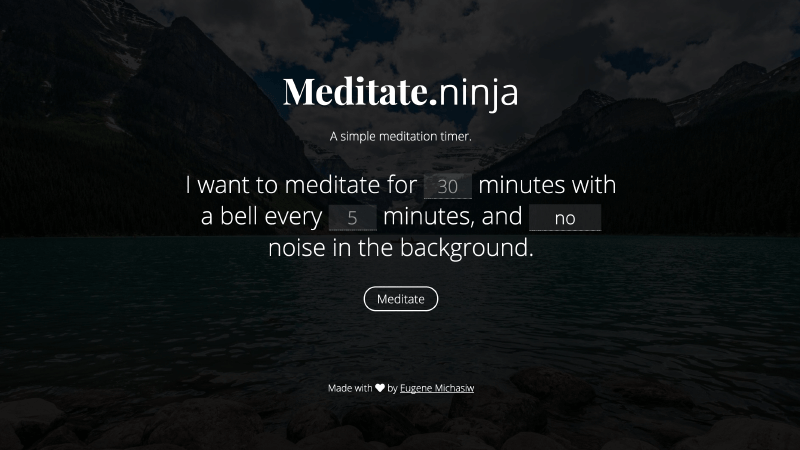 Meditate.ninja
A simple meditation timer.
I want to meditate for 30 minutes with
a bell every 5 minutes, and no
noise in the background.
Meditate
Made with ❤ by Eugene Michasiw